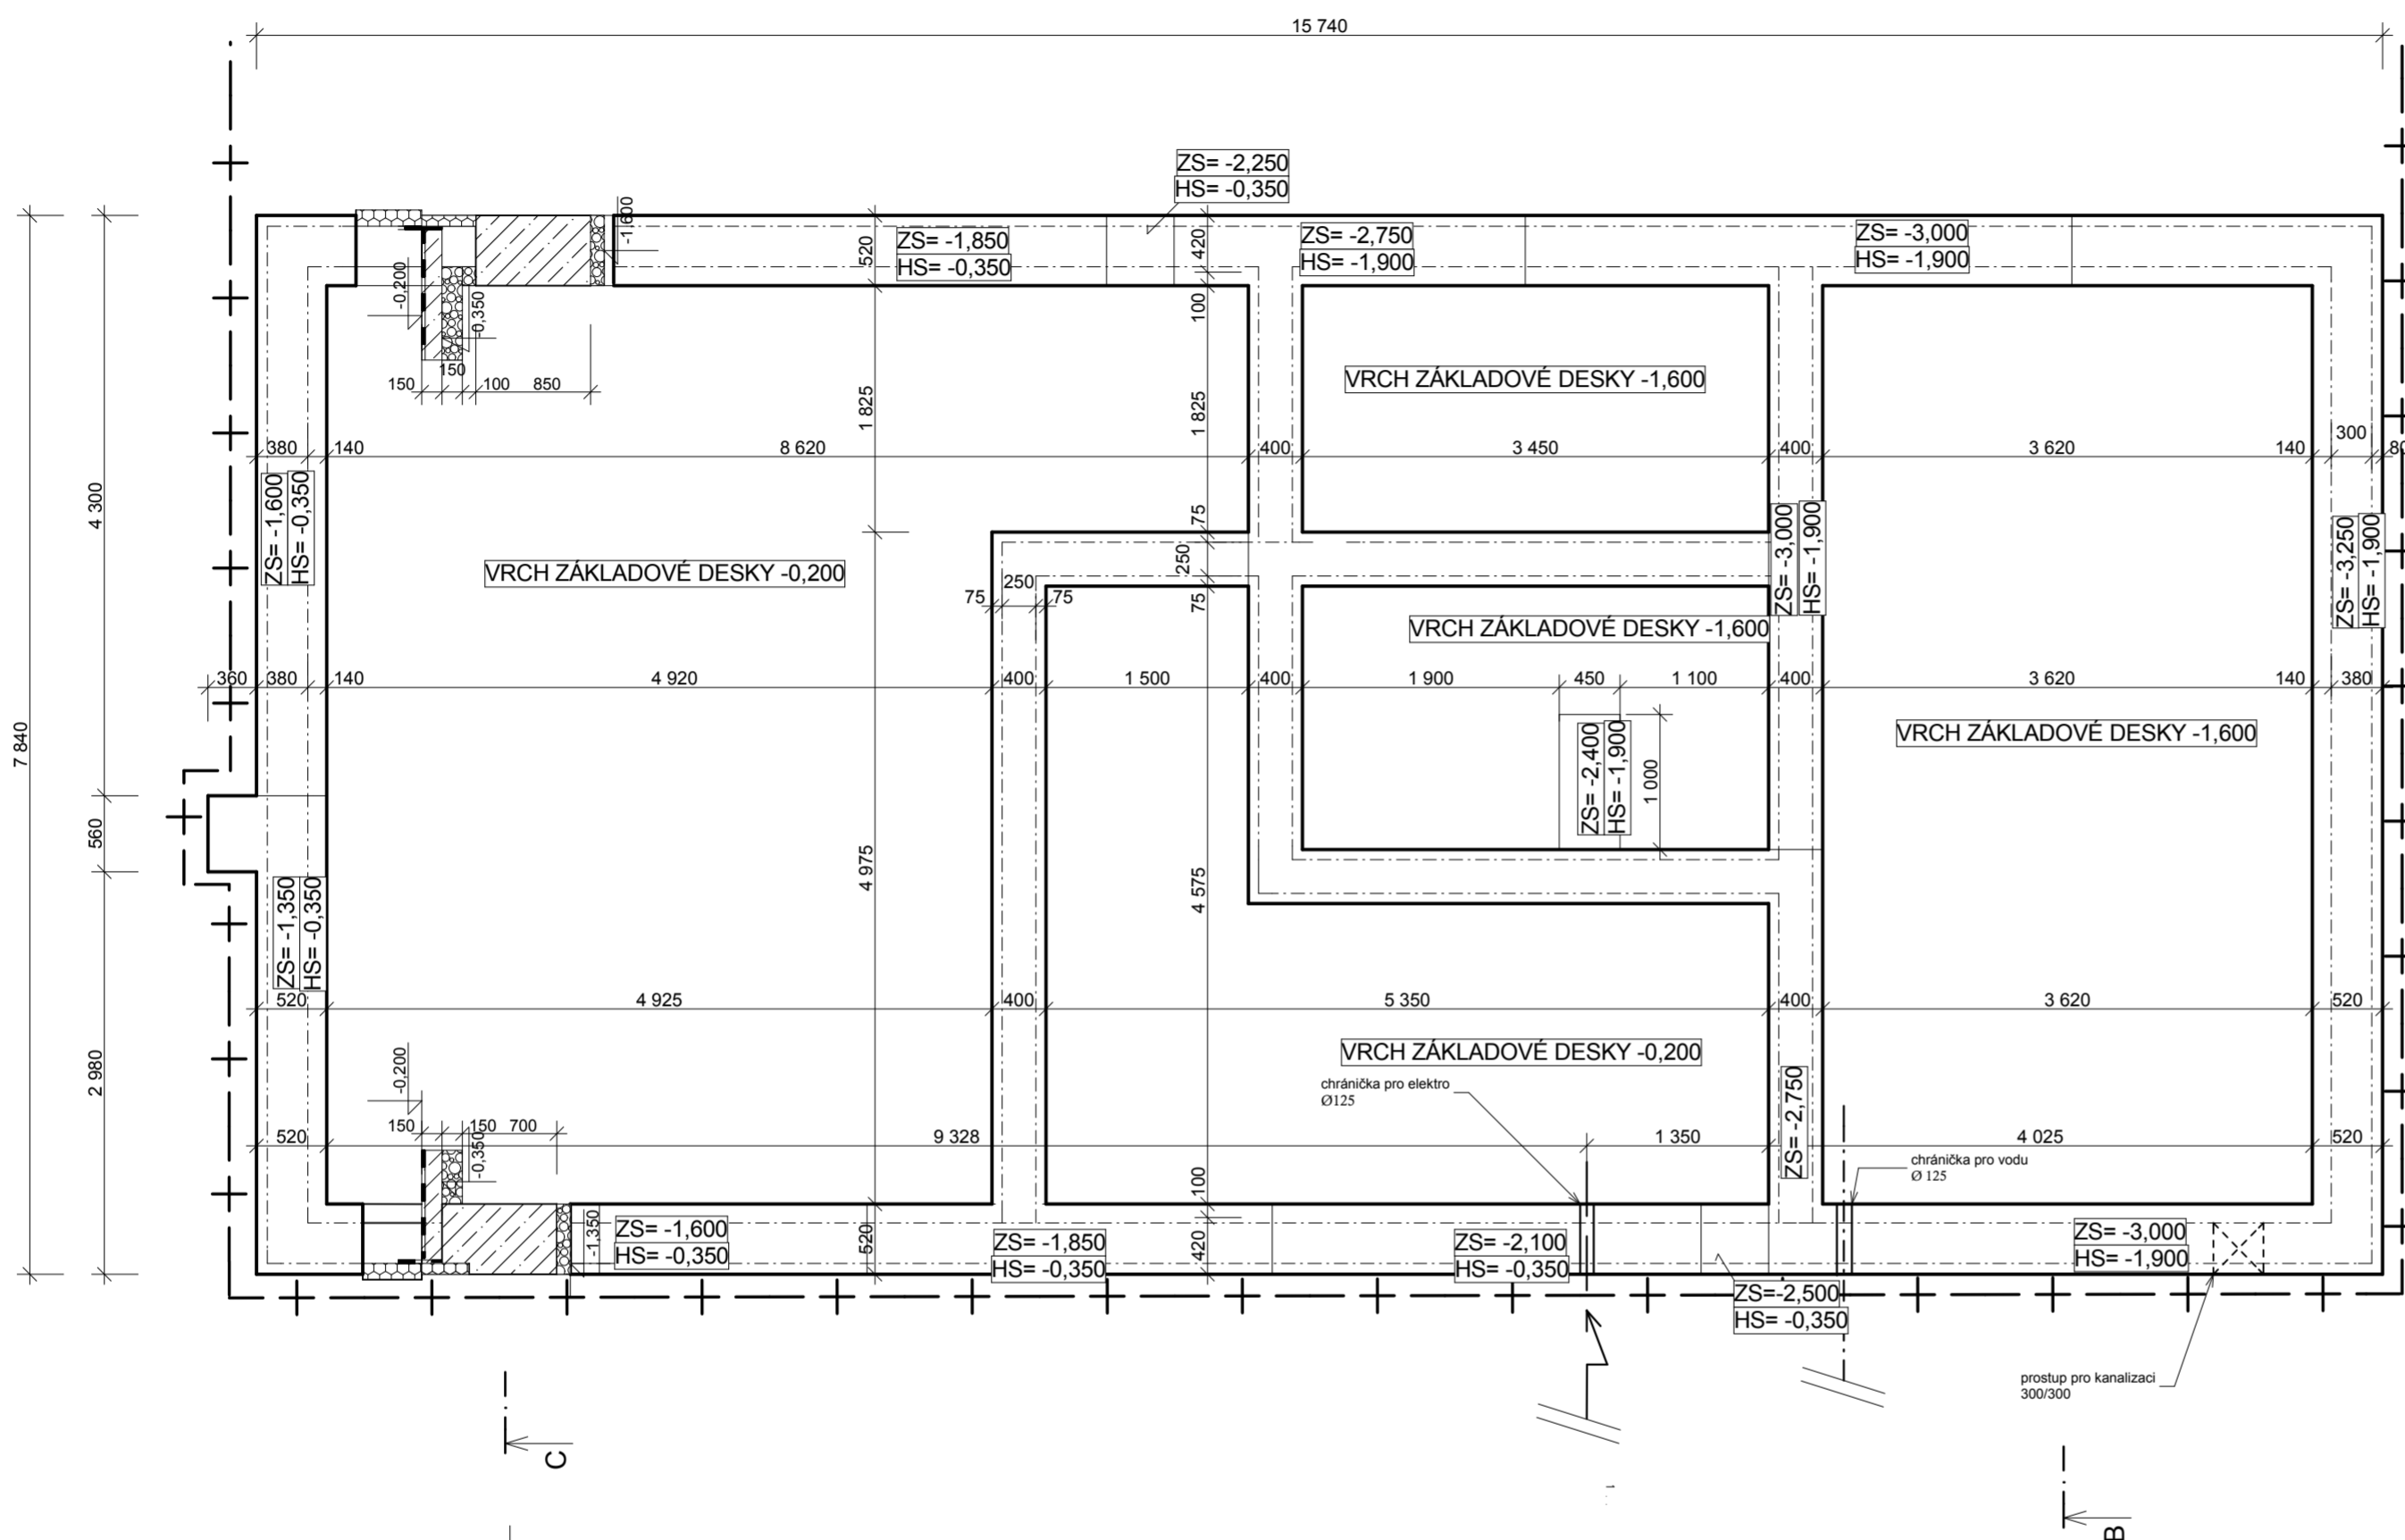 15 740
ZS= -2,250
HS= -0,350
-1,600
520
ZS= -1,850
HS= -0,350
420
ZS= -2,750
HS= -1,900
ZS= -3,000
HS= -1,900
-0,200
-0,350
100
150
150
100
850
1 825
1 825
VRCH ZÁKLADOVÉ DESKY -1,600
380
140
8 620
400
3 450
400
3 620
140
300
80
4 300
ZS= -1,600
HS= -0,350
75
ZS= -3,000
HS= -1,900
ZS= -3,250
HS= -1,900
VRCH ZÁKLADOVÉ DESKY -0,200
250
250
75
75
75
VRCH ZÁKLADOVÉ DESKY -1,600
360
380
140
4 920
400
1 500
400
1 900
450
1 100
400
3 620
140
380
7 840
VRCH ZÁKLADOVÉ DESKY -1,600
ZS= -2,400
HS= -1,900
1 000
560
4 975
4 575
ZS= -1,350
HS= -0,350
520
4 925
400
5 350
400
3 620
520
2 980
-0,200
VRCH ZÁKLADOVÉ DESKY -0,200
chránička pro elektro
Ø125
ZS= -2,750
150
150
700
-0,350
520
9 328
1 350
4 025
520
chránička pro vodu
Ø 125
100
-1,350
ZS= -1,600
HS= -0,350
520
ZS= -1,850
HS= -0,350
420
ZS= -2,100
HS= -0,350
ZS= -3,000
HS= -1,900
ZS=-2,500
HS= -0,350
prostup pro kanalizaci
300/300
C
B